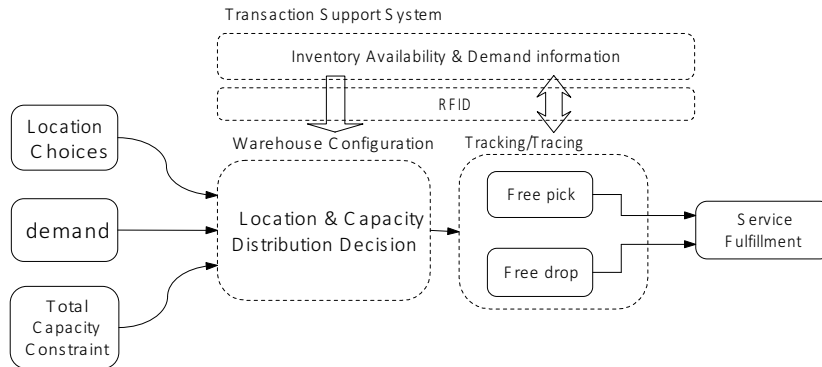 Transaction Support System
Inventory Availability & Demand information
RFID
Warehouse Configuration
Tracking/Tracing
Location
Choices
demand
Total
Capacity
Constraint
Location & Capacity
Distribution Decision
Free pick
Free drop
Service
Fulfillment